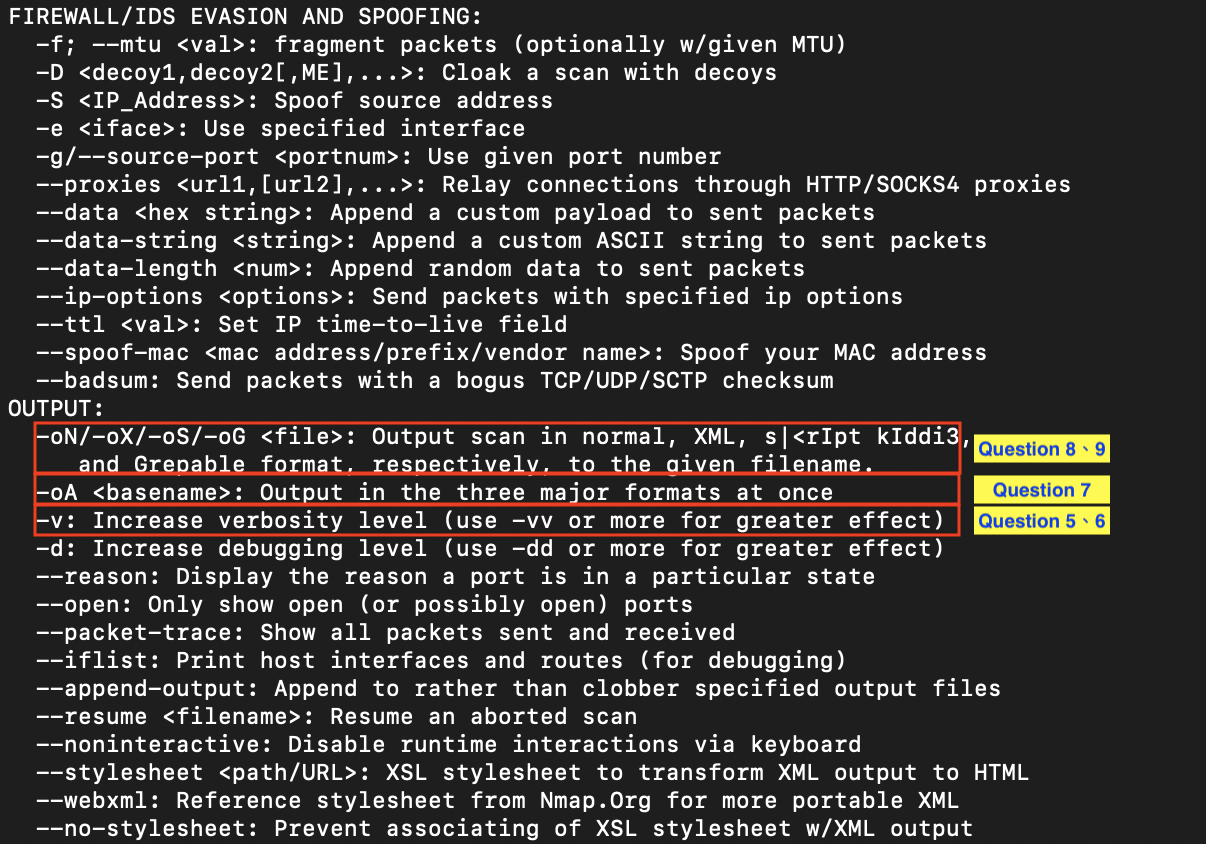 FIREWALL/IDS EVASION AND SPOOFING:
-f; --mtu <val>: fragment packets (optionally w/given MTU)
-D <decoy1,decoy2[,ME],...>: Cloak a scan with decoys
-S <IP_Address>: Spoof source address
-e <iface>: Use specified interface
-g/--source-port <portnum>: Use given port number
--proxies <url1,[url2],...>: Relay connections through HTTP/SOCKS4 proxies
--data <hex string>: Append a custom payload to sent packets
--data-string <string>: Append a custom ASCII string to sent packets
--data-length <num>: Append random data to sent packets
--ip-options <options>: Send packets with specified ip options
--ttl <val>: Set IP time-to-live field
--spoof-mac <mac address/prefix/vendor name>: Spoof your MAC address
--badsum: Send packets with a bogus TCP/UDP/SCTP checksum
OUTPUT:
-oN/-oX/-oS/-oG <file>: Output scan in normal, XML, s|<rIpt kIddi3,
and Grepable format, respectively, to the given filename.
Question 8、9
-oA <basename>: Output in the three major formats at once
Question 7
-v: Increase verbosity level (use -vv or more for greater effect)
Question 5、6
-d: Increase debugging level (use -dd or more for greater effect)
--reason: Display the reason a port is in a particular state
--open: Only show open (or possibly open) ports
--packet-trace: Show all packets sent and received
--iflist: Print host interfaces and routes (for debugging)
--append-output: Append to rather than clobber specified output files
--resume <filename>: Resume an aborted scan
--noninteractive: Disable runtime interactions via keyboard
--stylesheet <path/URL>: XSL stylesheet to transform XML output to HTML
--webxml: Reference stylesheet from Nmap.Org for more portable XML
--no-stylesheet: Prevent associating of XSL stylesheet w/XML output